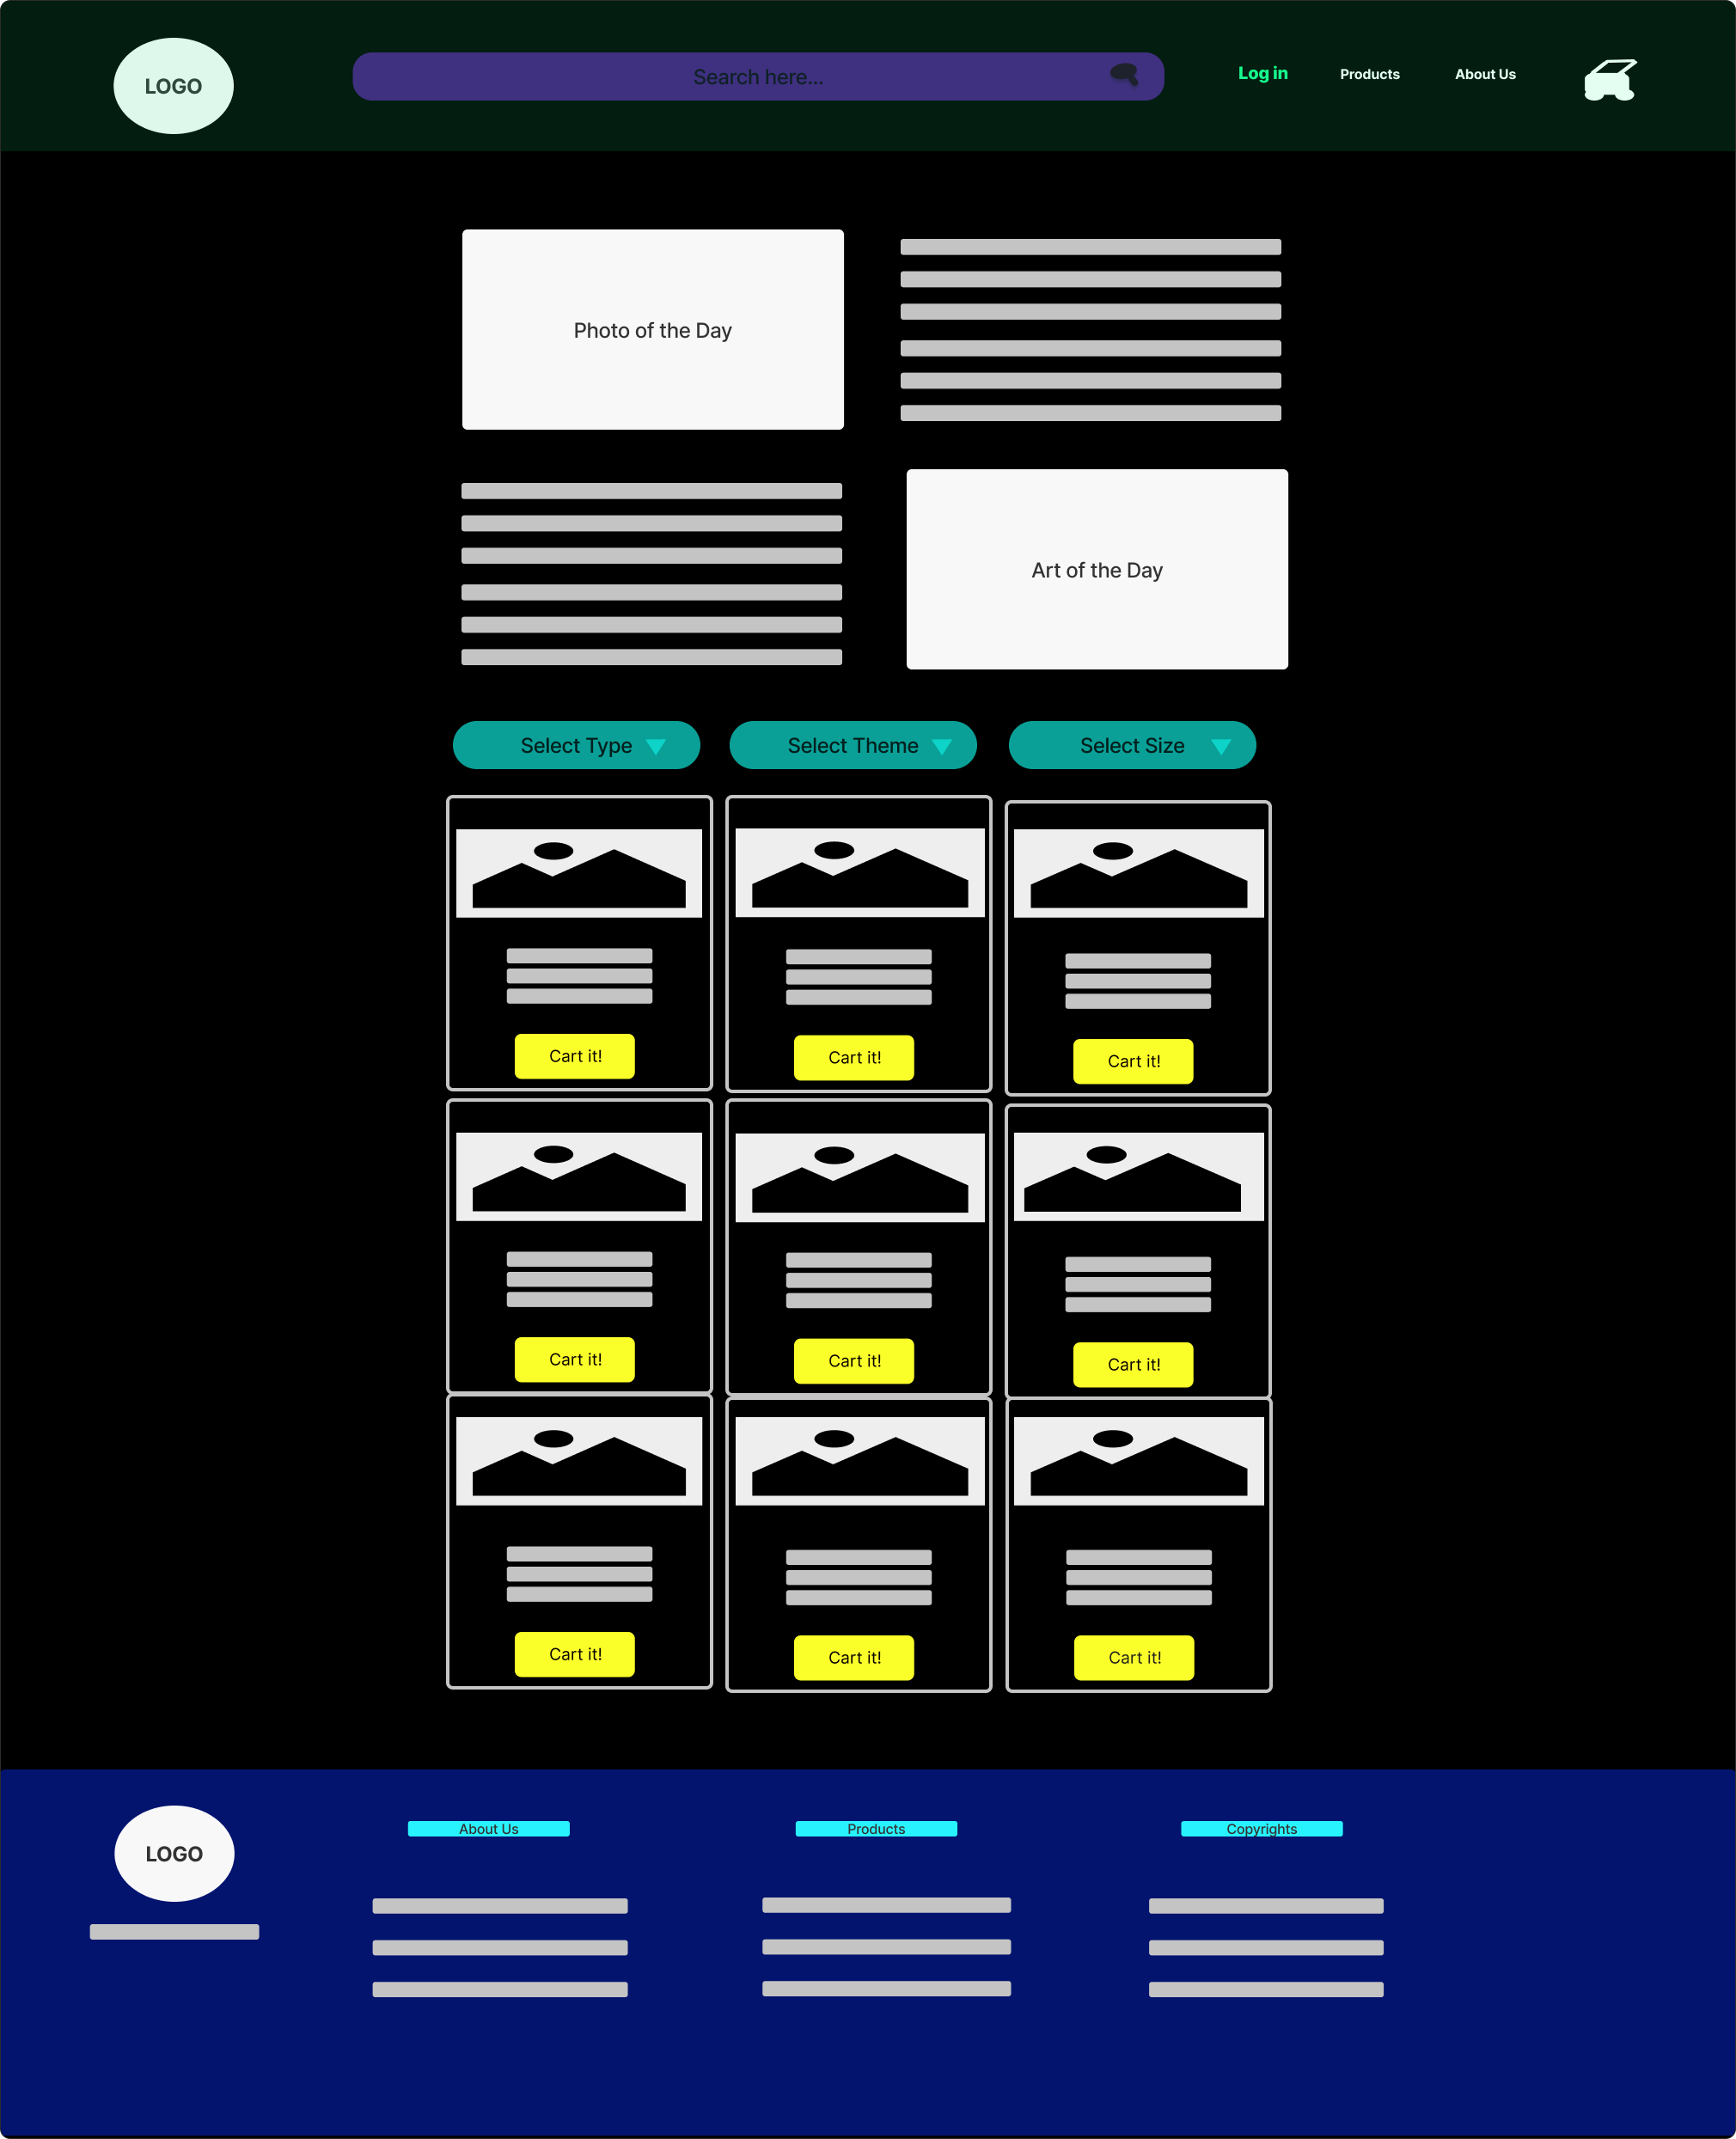 LOGO
Search here...
Log in
Products
About Us
Photo of the Day
Art of the Day
Select Type
Select Theme
Select Size
Cart it!
Cart it!
Cart it!
Cart it!
Cart it!
Cart it!
Cart it!
Cart it!
Cart it!
LOGO
About Us
Products
Copyrights